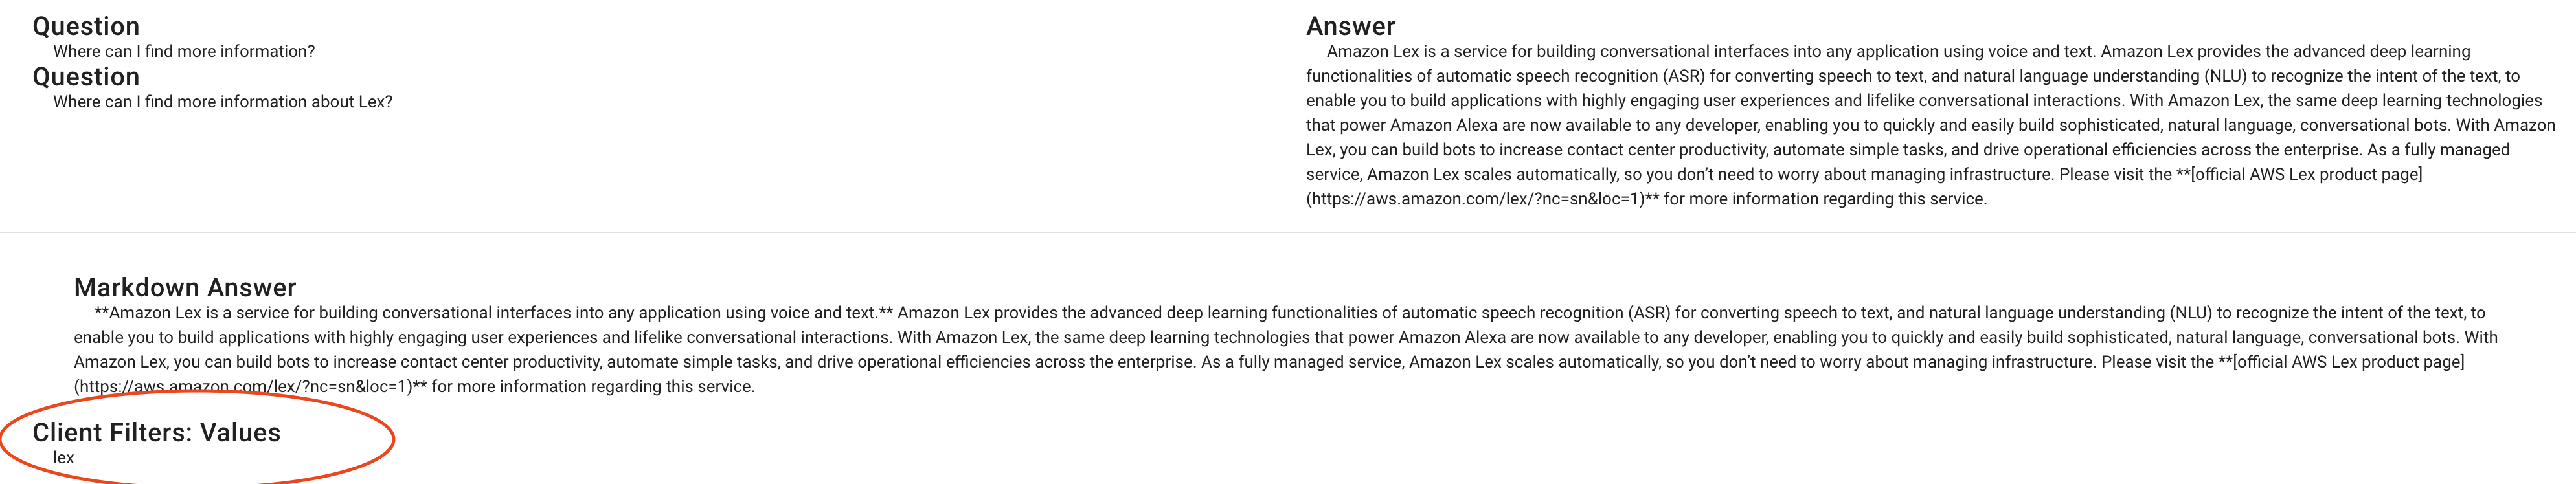 Question
Where can I find more information?
Question
Where can I find more information about Lex?
Answer
Amazon Lex is a service for building conversational interfaces into any application using voice and text. Amazon Lex provides the advanced deep learning
functionalities of automatic speech recognition (ASR) for converting speech to text, and natural language understanding (NLU) to recognize the intent of the text, to
enable you to build applications with highly engaging user experiences and lifelike conversational interactions. With Amazon Lex, the same deep learning technologies
that power Amazon Alexa are now available to any developer, enabling you to quickly and easily build sophisticated, natural language, conversational bots. With Amazon
Lex, you can build bots to increase contact center productivity, automate simple tasks, and drive operational efficiencies across the enterprise. As a fully managed
service, Amazon Lex scales automatically, so you don’t need to worry about managing infrastructure. Please visit the **[official AWS Lex product page]
(https://aws.amazon.com/lex/?nc=sn&loc=1)** for more information regarding this service.
Markdown Answer
**Amazon Lex is a service for building conversational interfaces into any application using voice and text.** Amazon Lex provides the advanced deep learning functionalities of automatic speech recognition (ASR) for converting speech to text, and natural language understanding (NLU) to recognize the intent of the text, to
enable you to build applications with highly engaging user experiences and lifelike conversational interactions. With Amazon Lex, the same deep learning technologies that power Amazon Alexa are now available to any developer, enabling you to quickly and easily build sophisticated, natural language, conversational bots. With
Amazon Lex, you can build bots to increase contact center productivity, automate simple tasks, and drive operational efficiencies across the enterprise. As a fully managed service, Amazon Lex scales automatically, so you don’t need to worry about managing infrastructure. Please visit the **[official AWS Lex product page]
(https://aws.amazon.com/lex/?nc=sn&loc=1)** for more information regarding this service.
Client Filters: Values
lex